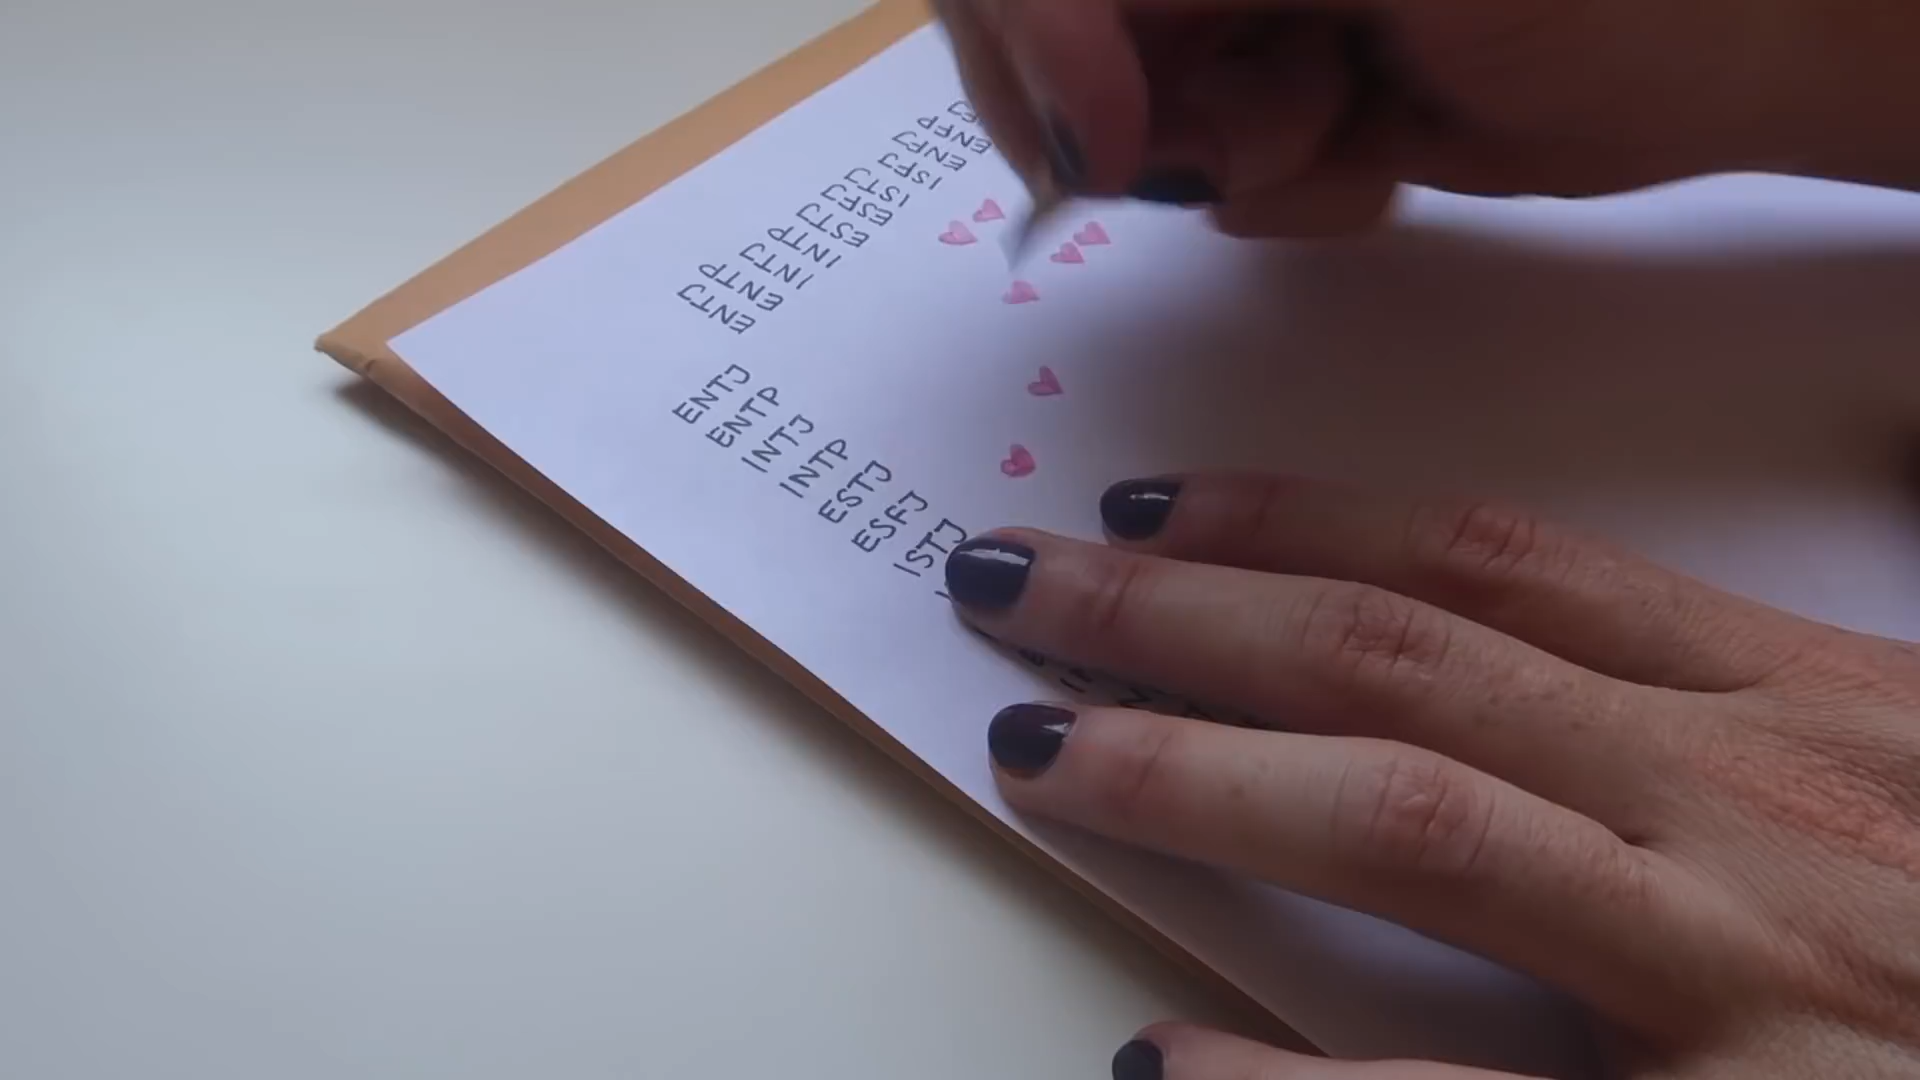 ENTJ
ENTP
INTJ
INTP
ESTJ
ESFJ
ISTJ
ISFJ
ENFJ
ENFP
ENTJ
ENTP
INTJ
INTP
ESTJ
ESFJ
ISTJ